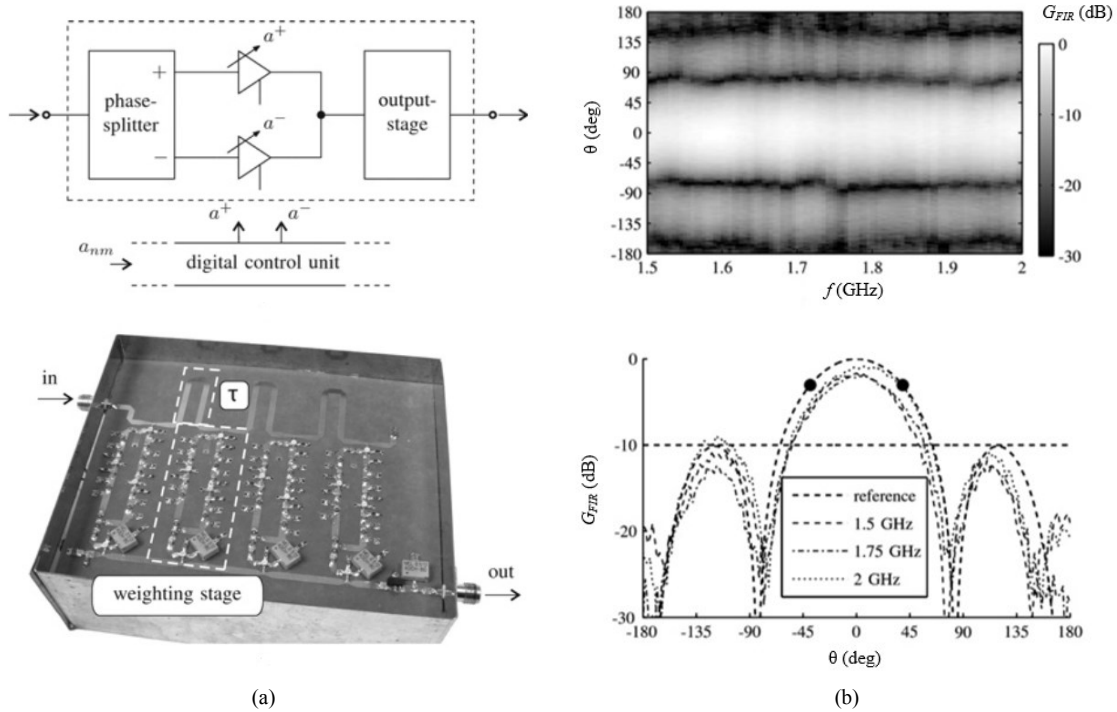 a⁺
phase-
splitter
+
−
a⁻
output-
stage
a⁺
a⁻
aₙₘ
digital control unit
in
τ
weighting stage
out
(a)
G_FIR (dB)
180
135
90
45
0
-45
-90
-135
-180
θ (deg)
1.5
1.6
1.7
1.8
1.9
2
f (GHz)
0
-10
-20
-30
0
-10
-20
-30
G_FIR (dB)
reference
1.5 GHz
1.75 GHz
2 GHz
-180
-135
-90
-45
0
45
90
135
180
θ (deg)
(b)